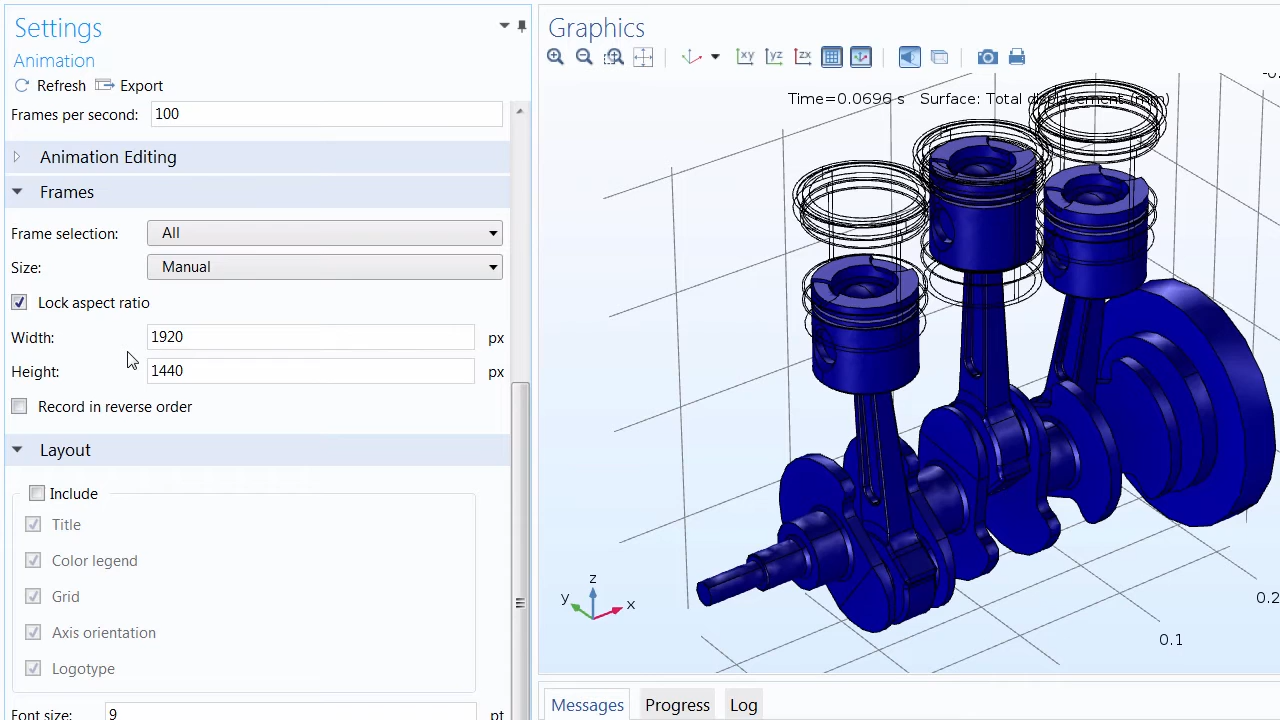 Settings
Animation
Refresh Export
Frames per second: 100
Animation Editing
Frames
Frame selection: All
Size: Manual
Lock aspect ratio
Width: 1920 px
Height: 1440 px
Record in reverse order
Layout
Include
Title
Color legend
Grid
Axis orientation
Logotype
Font size: 9 pt
Graphics
xy yz zx
Time=0.0696 s Surface: Total displacement (mm)
z
y
x
0.2
0.1
Messages Progress Log